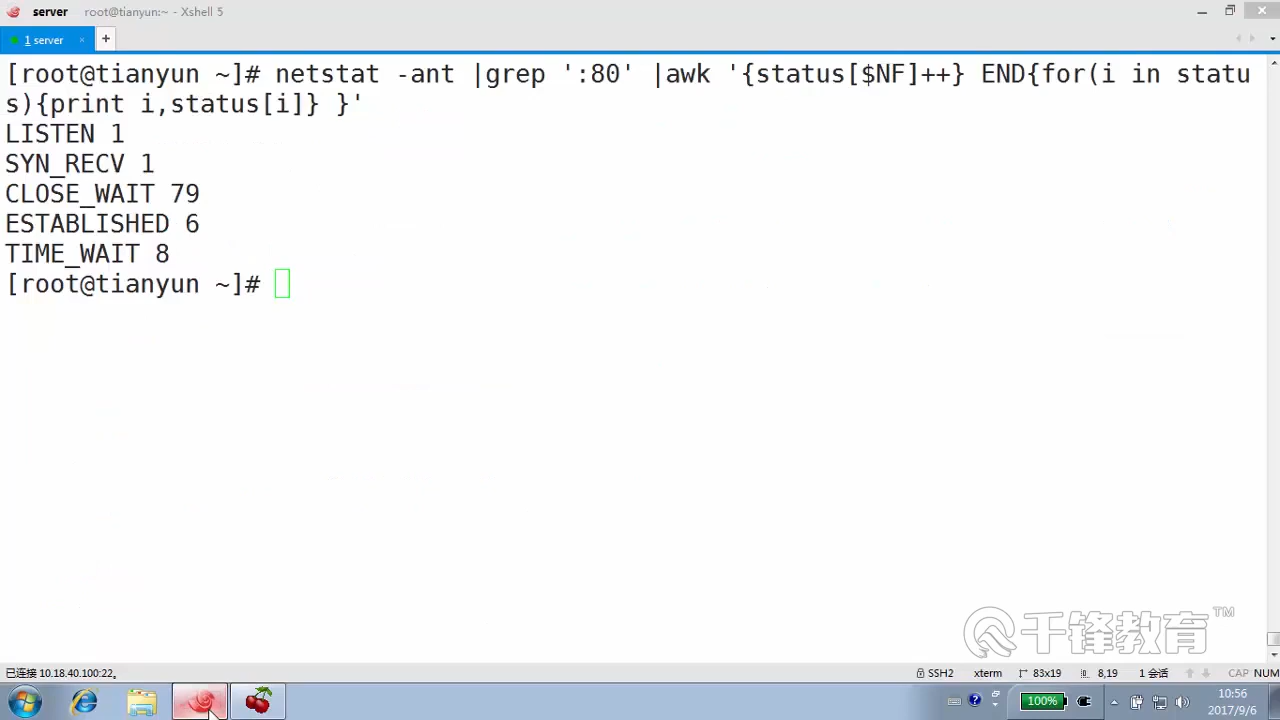 server root@tianyun:~ - Xshell 5
1 server
[root@tianyun ~]# netstat -ant |grep ':80' |awk '{status[$NF]++} END{for(i in statu
s){print i,status[i]} }'
LISTEN 1
SYN_RECV 1
CLOSE_WAIT 79
ESTABLISHED 6
TIME_WAIT 8
[root@tianyun ~]#
千锋教育™
已连接 10.18.40.100:22。 SSH2 xterm 83x19 8,19 1 会话 CAP NUM
100% 10:56
2017/9/6